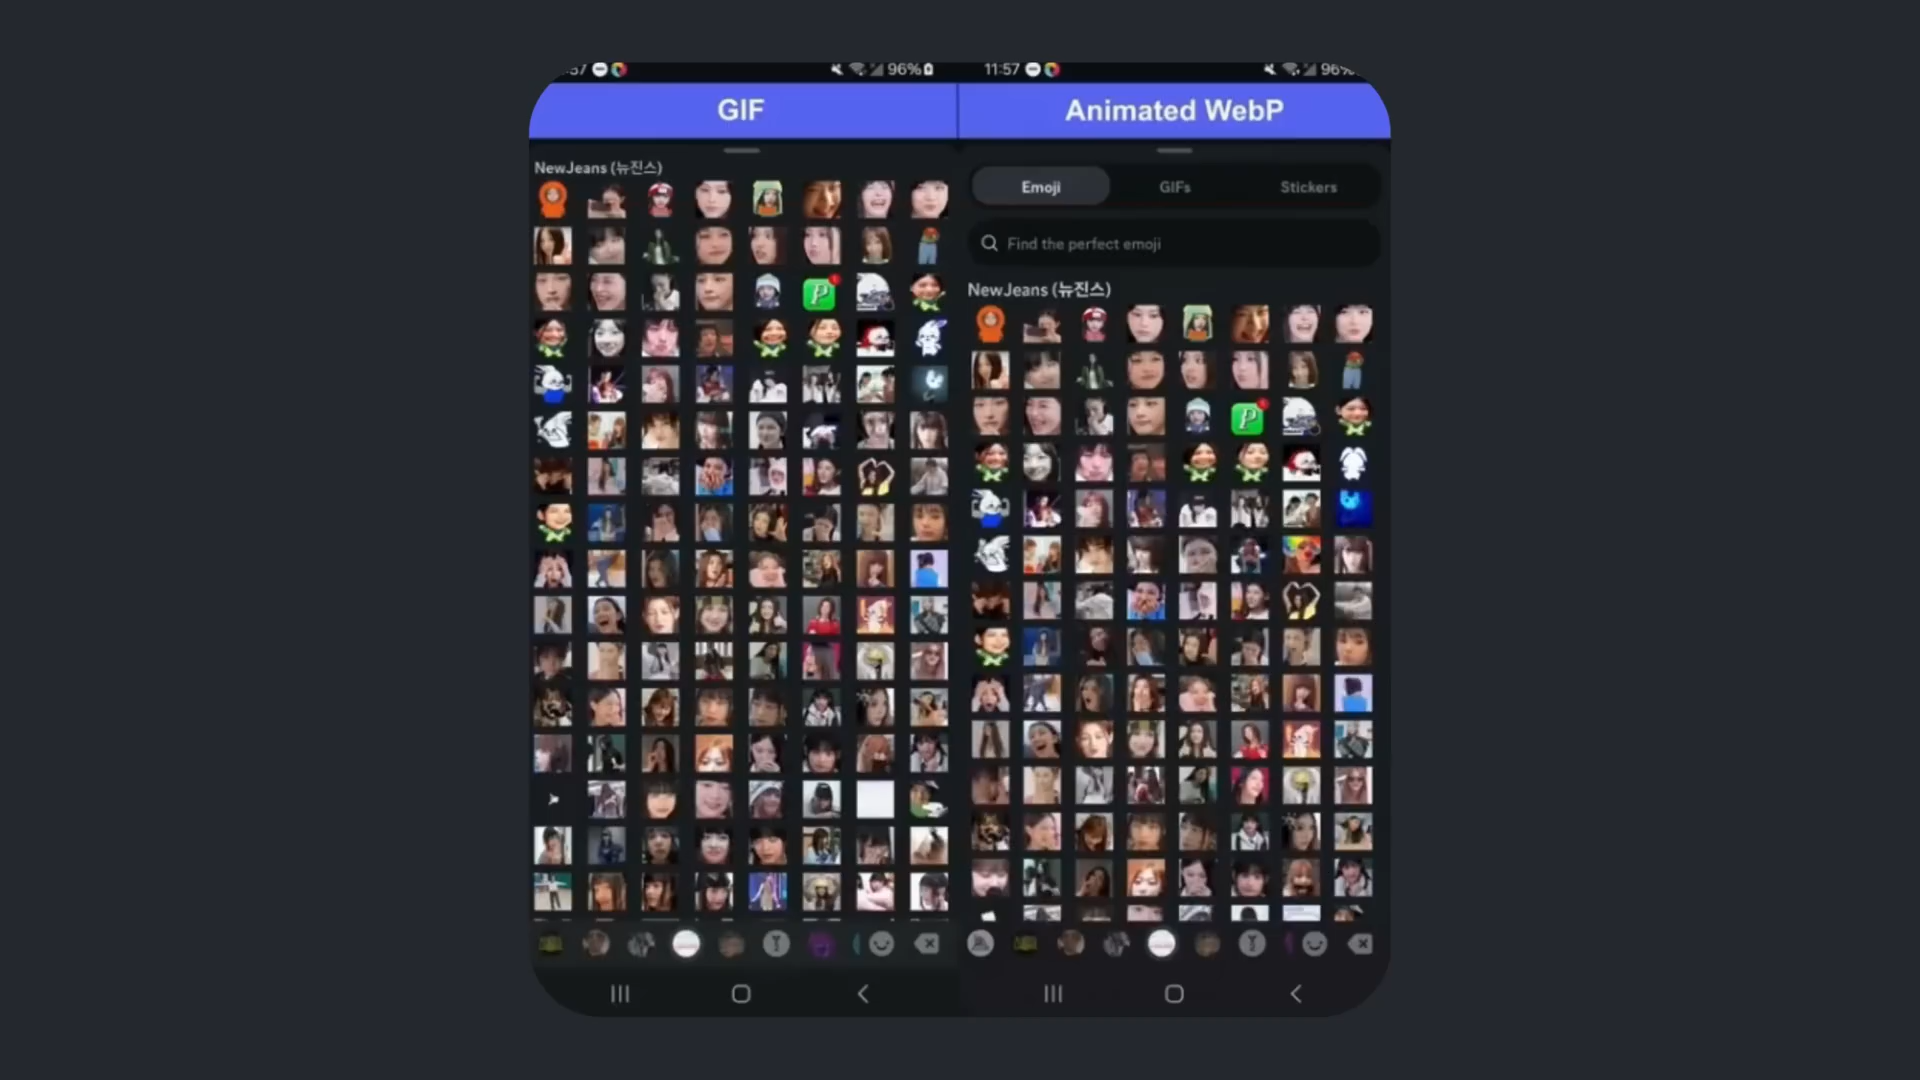 96%
11:57
GIF
Animated WebP
NewJeans (뉴진스)
Emoji
GIFs
Stickers
Find the perfect emoji
NewJeans (뉴진스)
P
P